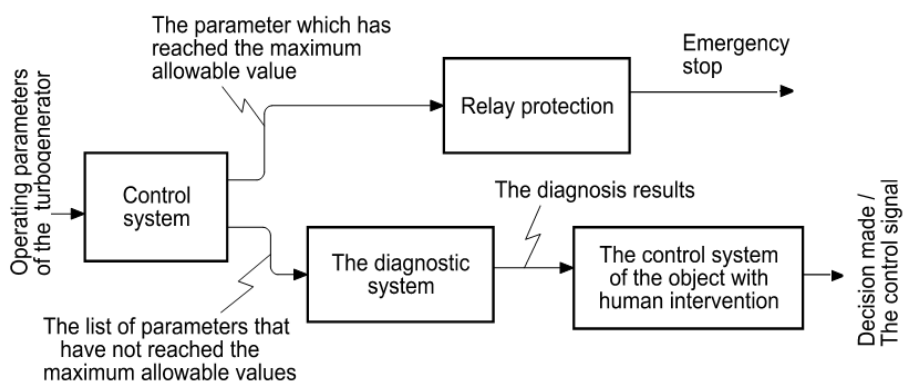 The parameter which has
reached the maximum
allowable value
Emergency
stop
Relay protection
Operating parameters
of the turbogenerator
Control
system
The diagnosis results
The diagnostic
system
The control system
of the object with
human intervention
Decision made /
The control signal
The list of parameters that
have not reached the
maximum allowable values